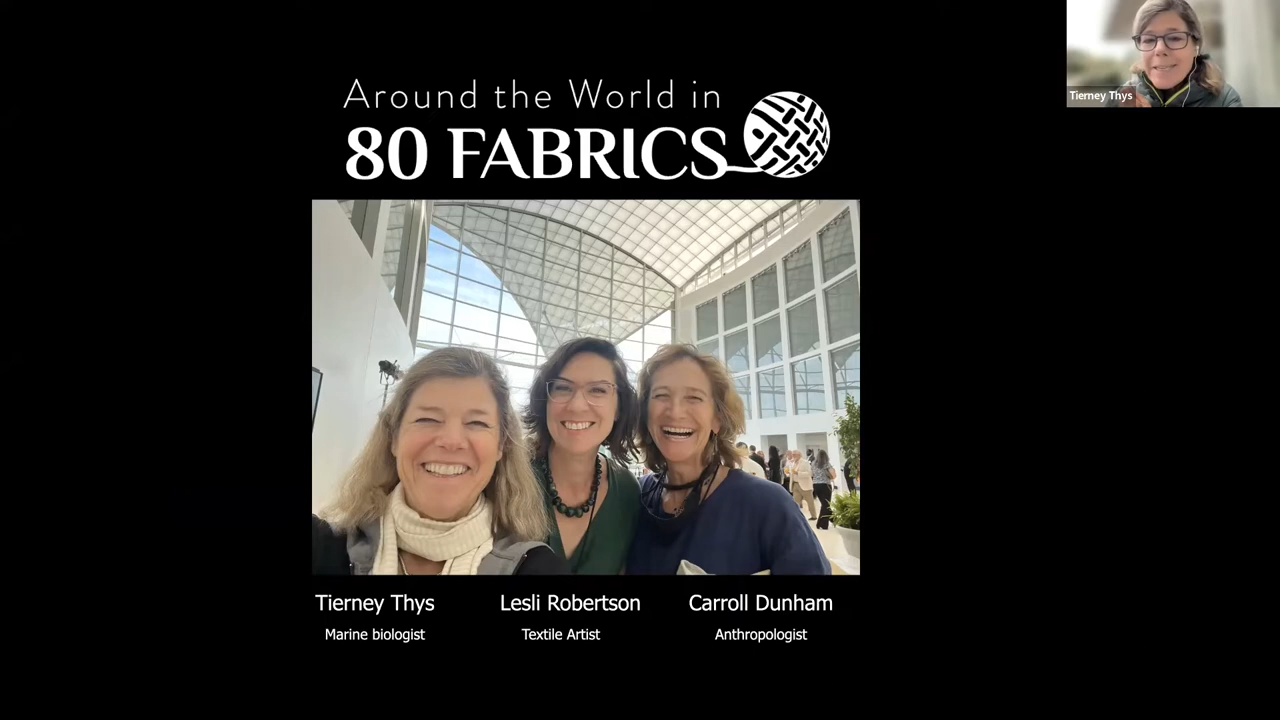 Around the World in
80 FABRICS
Tierney Thys
Tierney Thys
Lesli Robertson
Carroll Dunham
Marine biologist
Textile Artist
Anthropologist